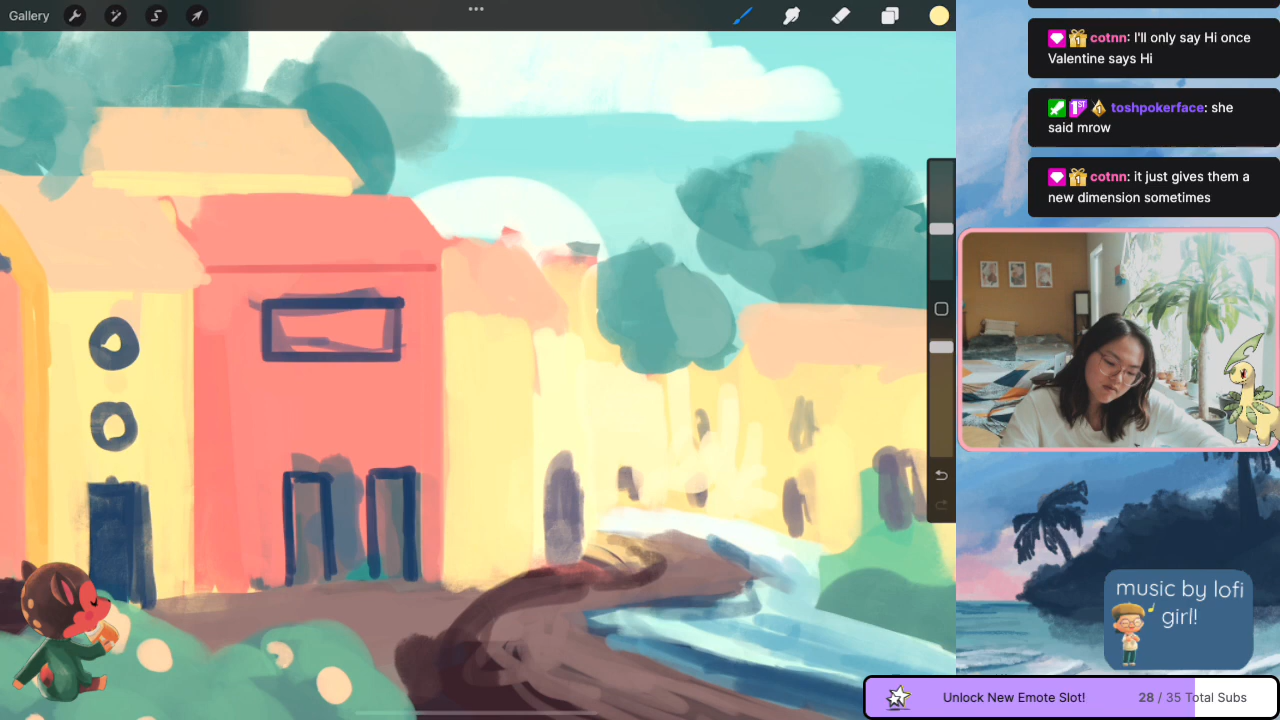 Gallery
cotnn: I'll only say Hi once
Valentine says Hi
1ST 1 toshpokerface: she
said mrow
cotnn: it just gives them a
new dimension sometimes
music by lofi
girl!
Unlock New Emote Slot! 28 / 35 Total Subs